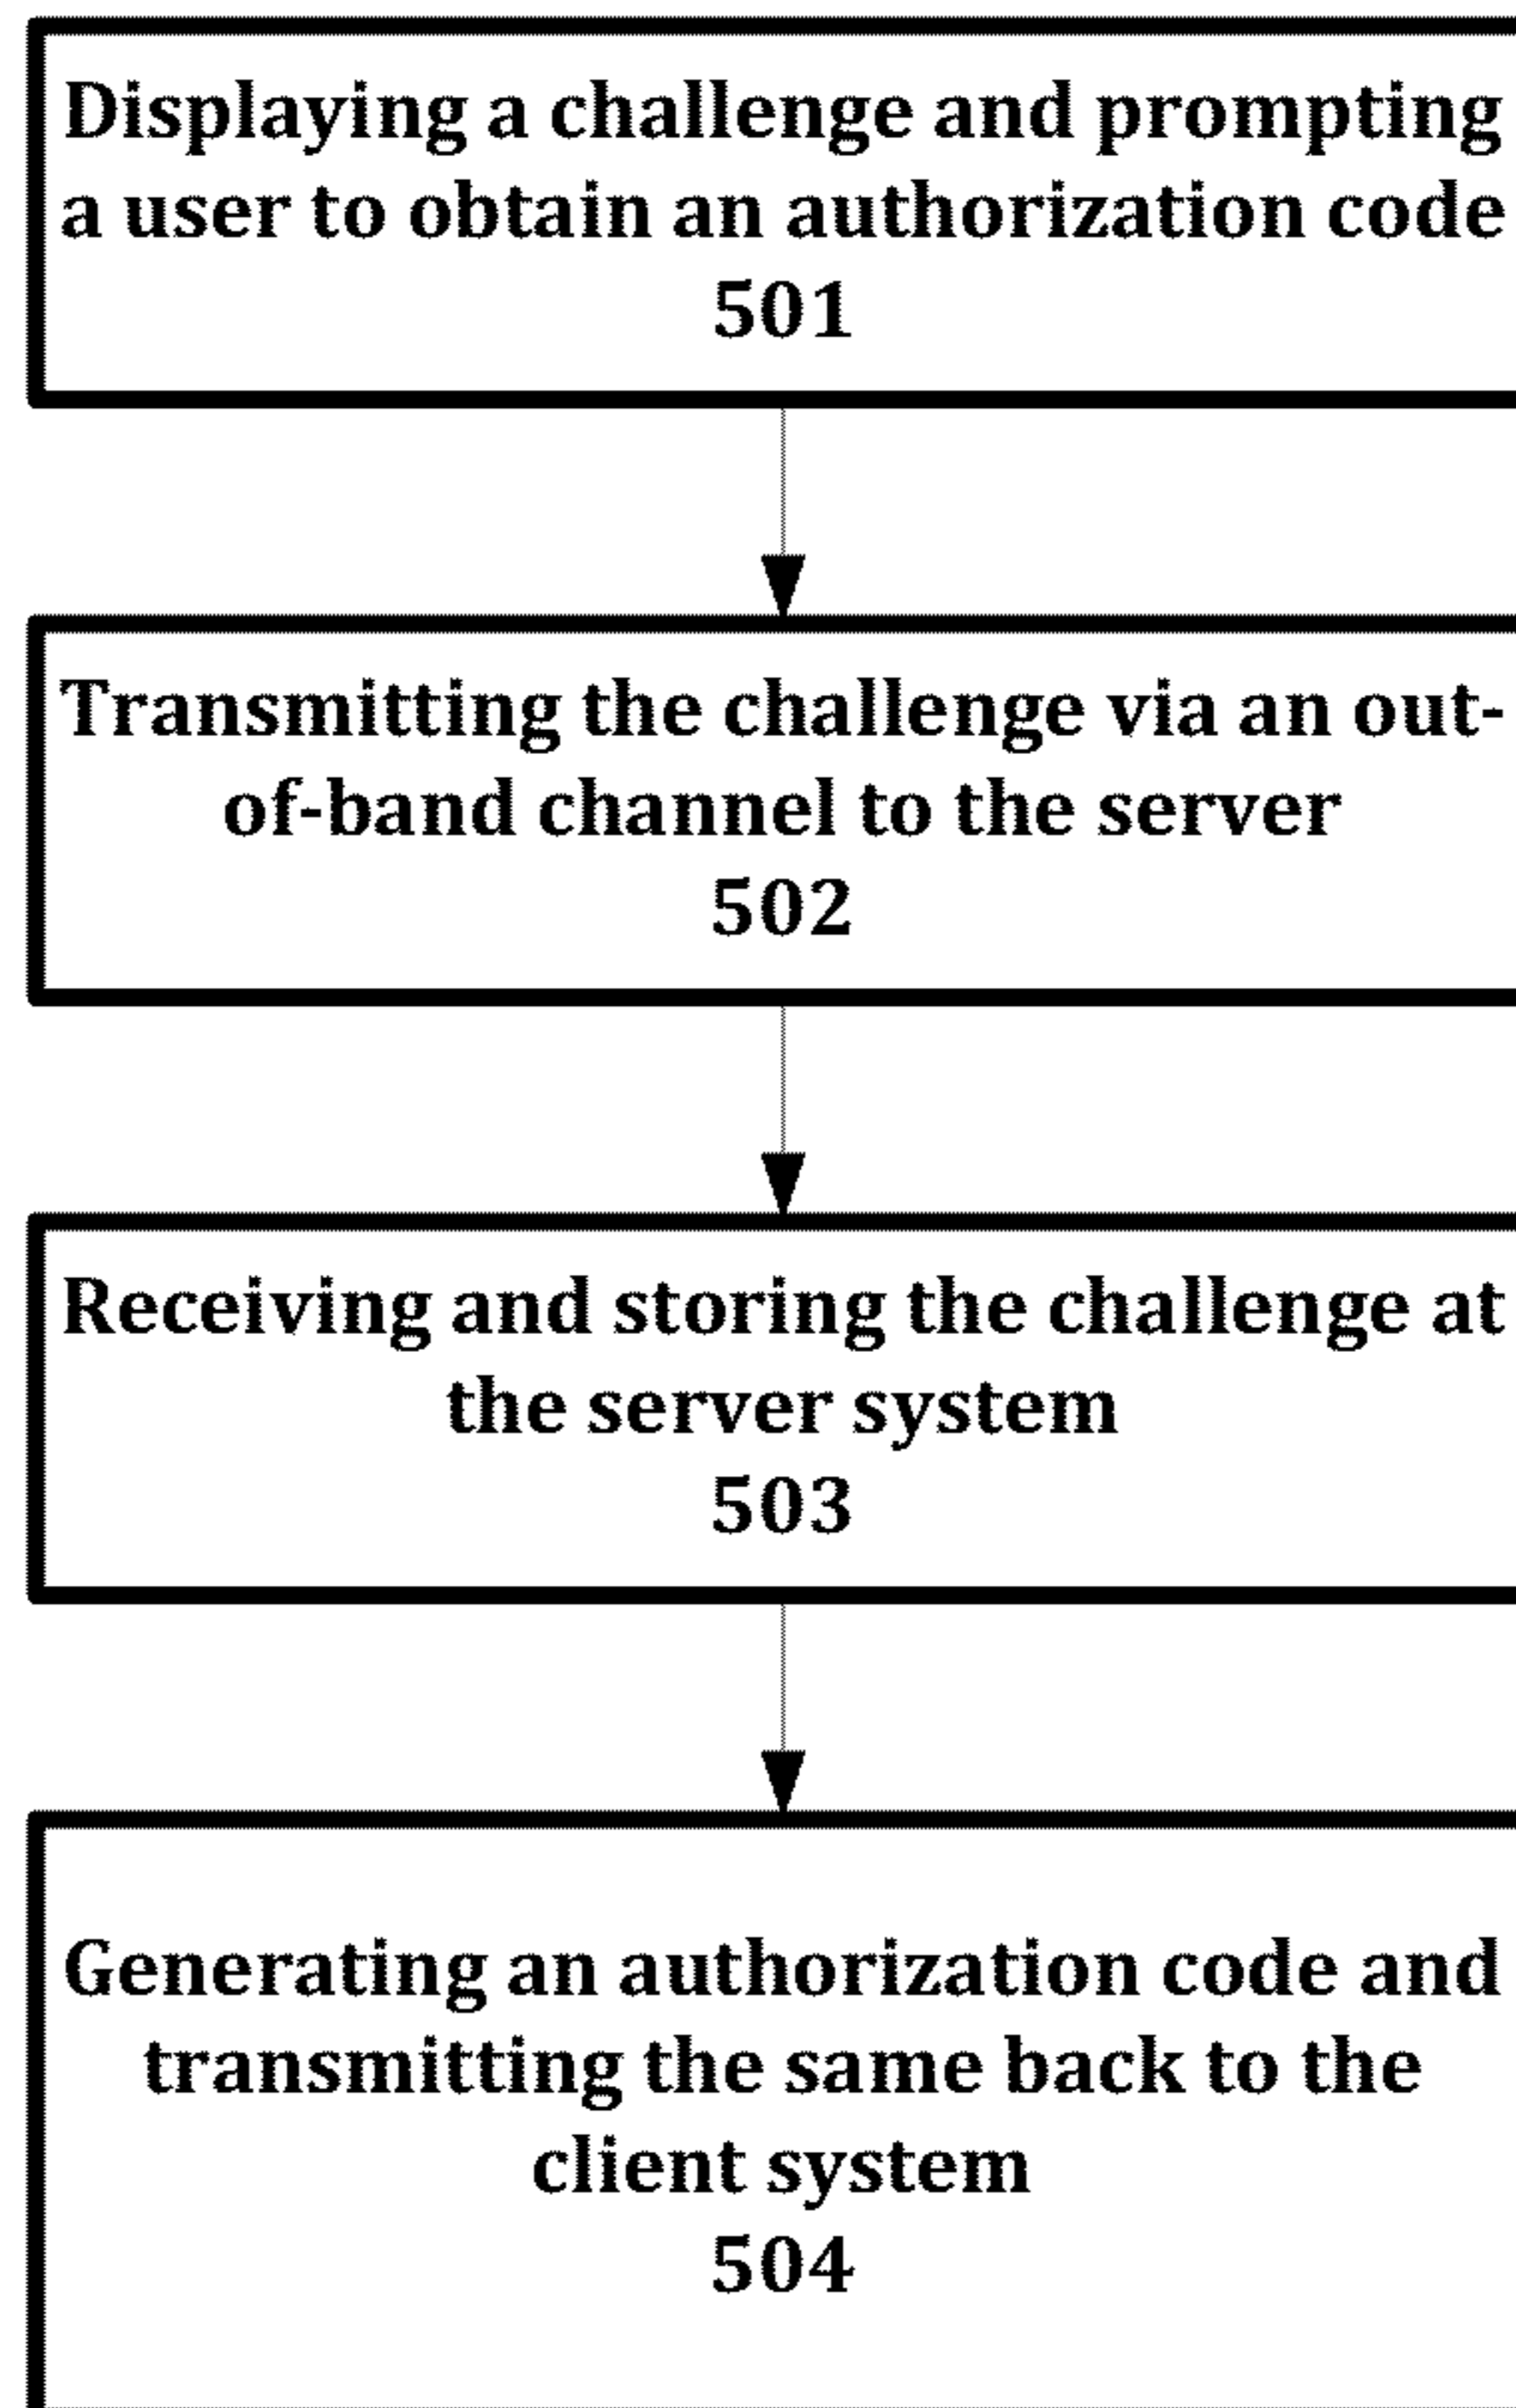 Displaying a challenge and prompting
a user to obtain an authorization code
501
Transmitting the challenge via an out-
of-band channel to the server
502
Receiving and storing the challenge at
the server system
503
Generating an authorization code and
transmitting the same back to the
client system
504